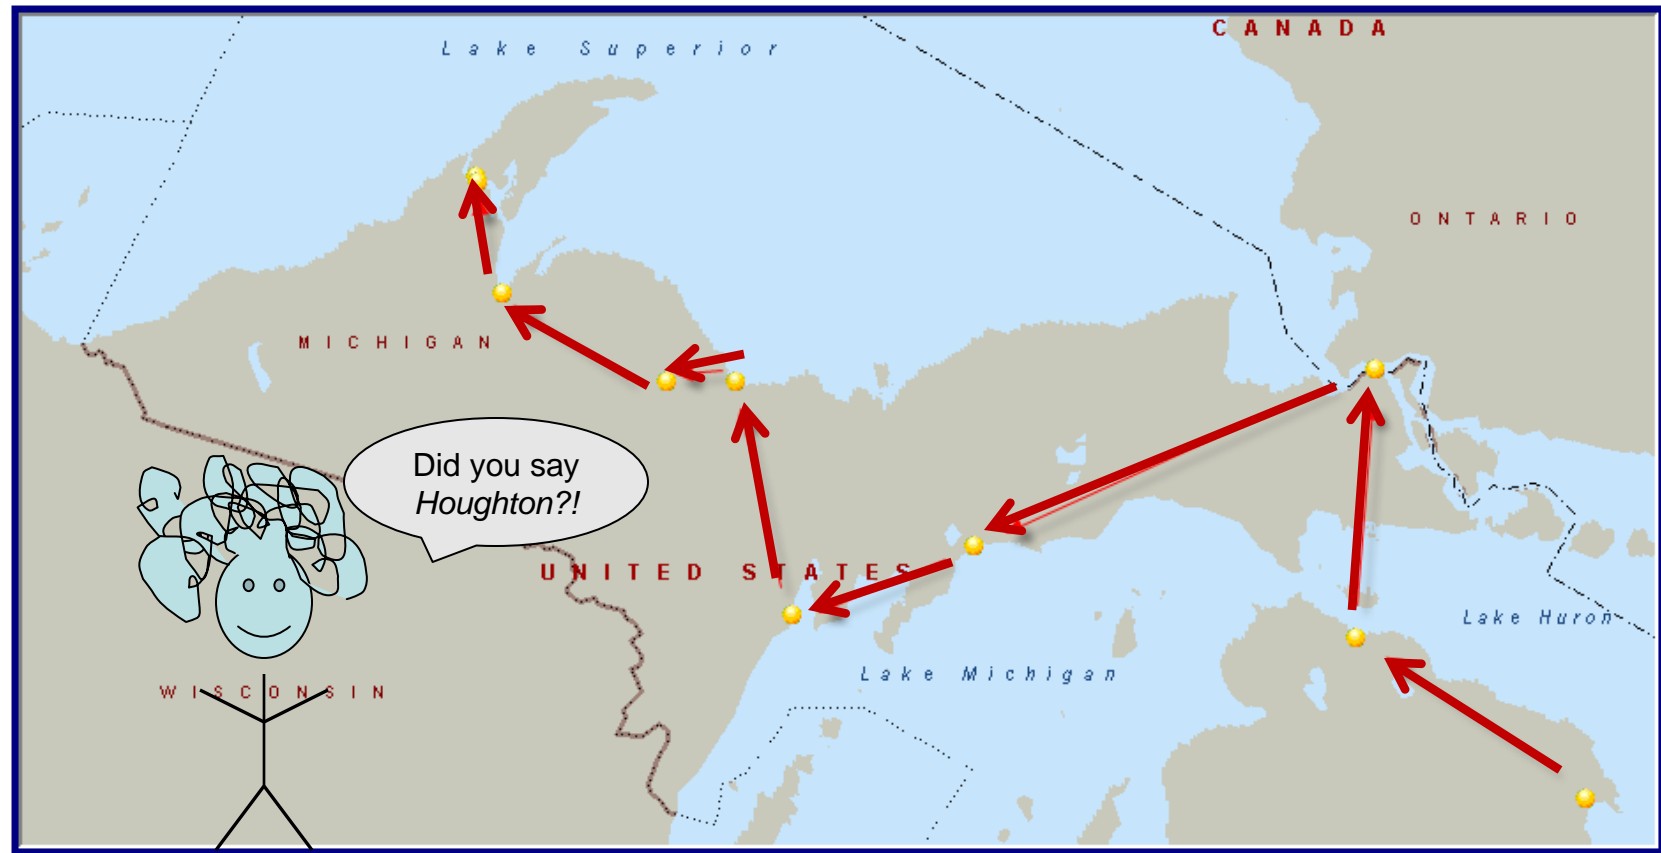 CANADA
Lake Superior
ONTARIO
MICHIGAN
Did you say
Houghton?!
UNITED STATES
Lake Huron
Lake Michigan
WISCONSIN